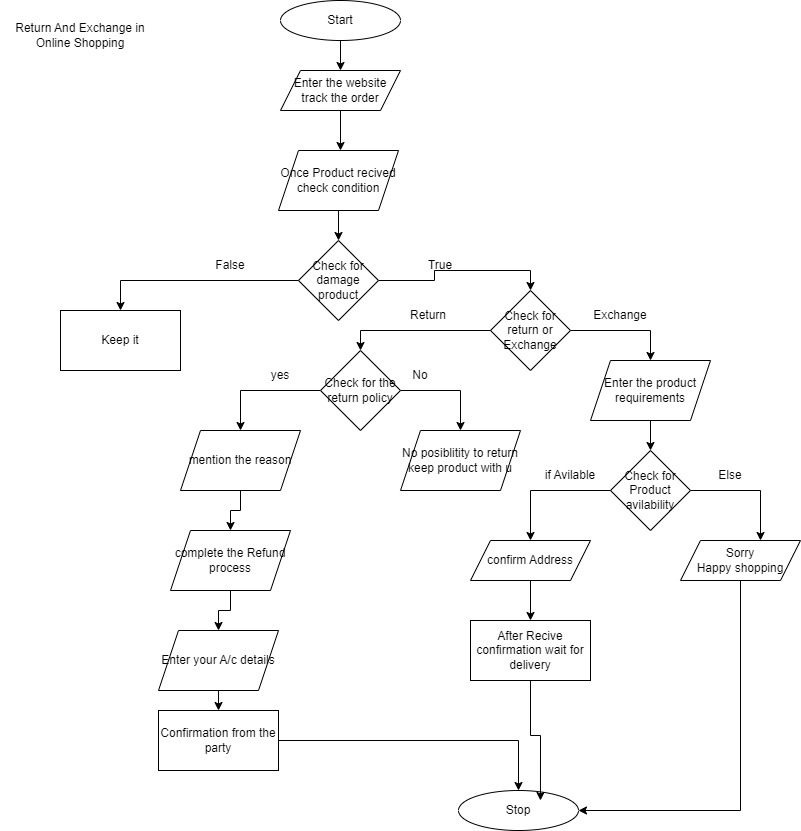 Return And Exchange in
Online Shopping
Start
Enter the website
track the order
Once Product recived
check condition
Check for
damage
product
False
True
Keep it
Check for
return or
Exchange
Return
Exchange
Check for the
return policy
yes
No
Enter the product
requirements
mention the reason
No posiblitity to return
keep product with u
Check for
Product
avilability
if Avilable
Else
complete the Refund
process
confirm Address
Sorry
Happy shopping
Enter your A/c details
After Recive
confirmation wait for
delivery
Confirmation from the
party
Stop